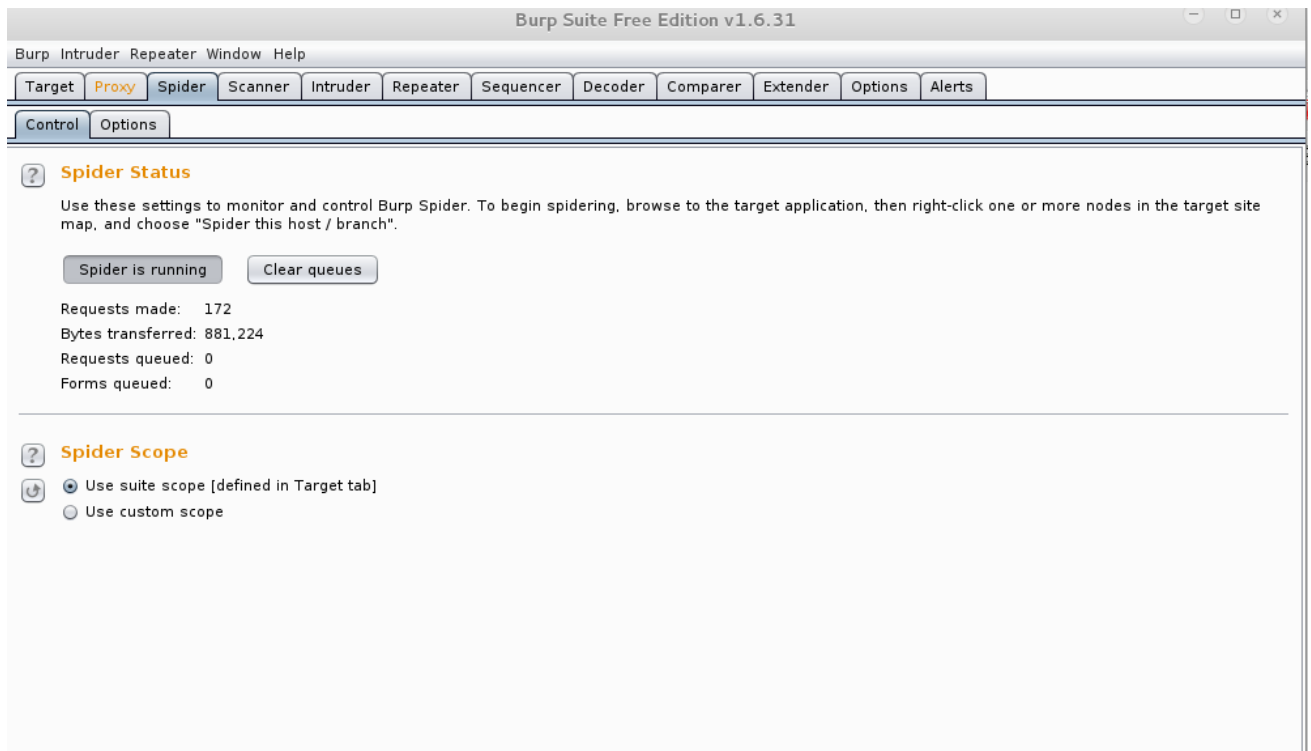 Burp Suite Free Edition v1.6.31
Burp Intruder Repeater Window Help
Target Proxy Spider Scanner Intruder Repeater Sequencer Decoder Comparer Extender Options Alerts
Control Options
? Spider Status
Use these settings to monitor and control Burp Spider. To begin spidering, browse to the target application, then right-click one or more nodes in the target site
map, and choose "Spider this host / branch".
Spider is running Clear queues
Requests made: 172
Bytes transferred: 881,224
Requests queued: 0
Forms queued: 0
? Spider Scope
Use suite scope [defined in Target tab]
Use custom scope